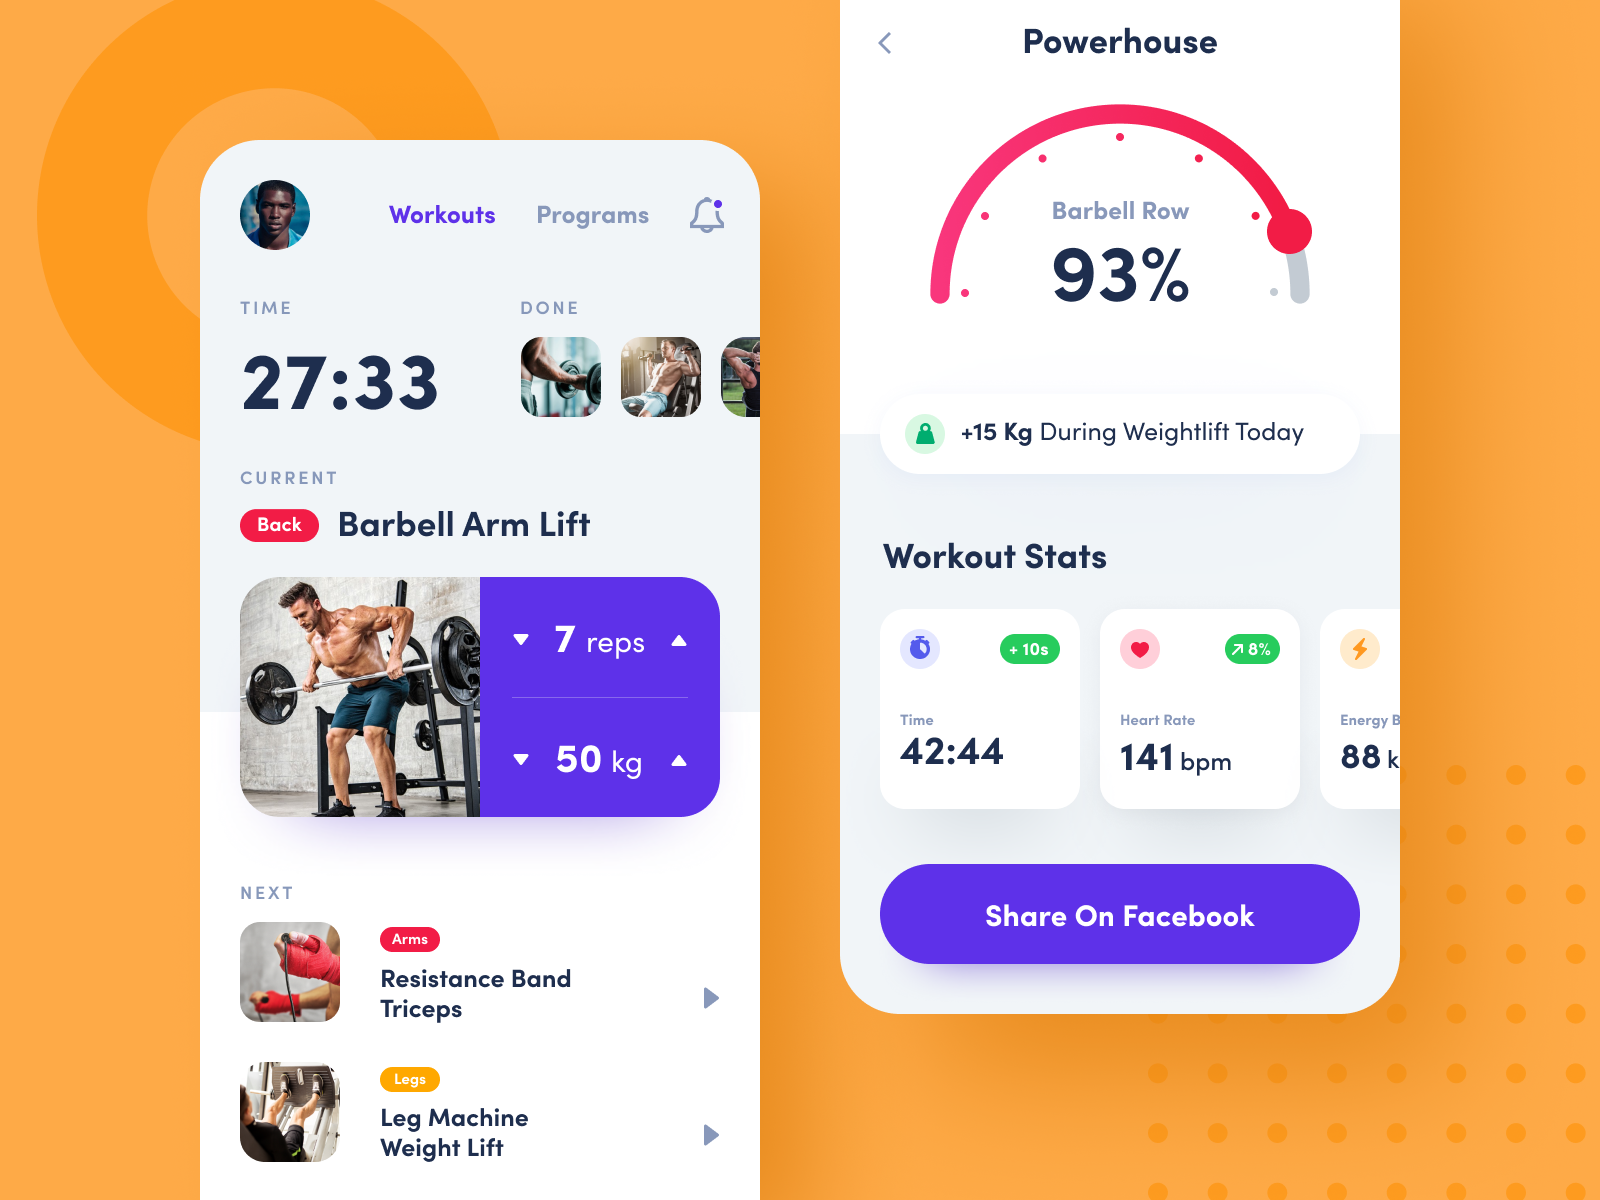 Workouts
Programs
TIME
DONE
27:33
CURRENT
Back
Barbell Arm Lift
7 reps
50 kg
NEXT
Arms
Resistance Band
Triceps
Legs
Leg Machine
Weight Lift
Powerhouse
Barbell Row
93%
+15 Kg During Weightlift Today
Workout Stats
+ 10s
Time
42:44
8%
Heart Rate
141 bpm
Energy B
88 k
Share On Facebook